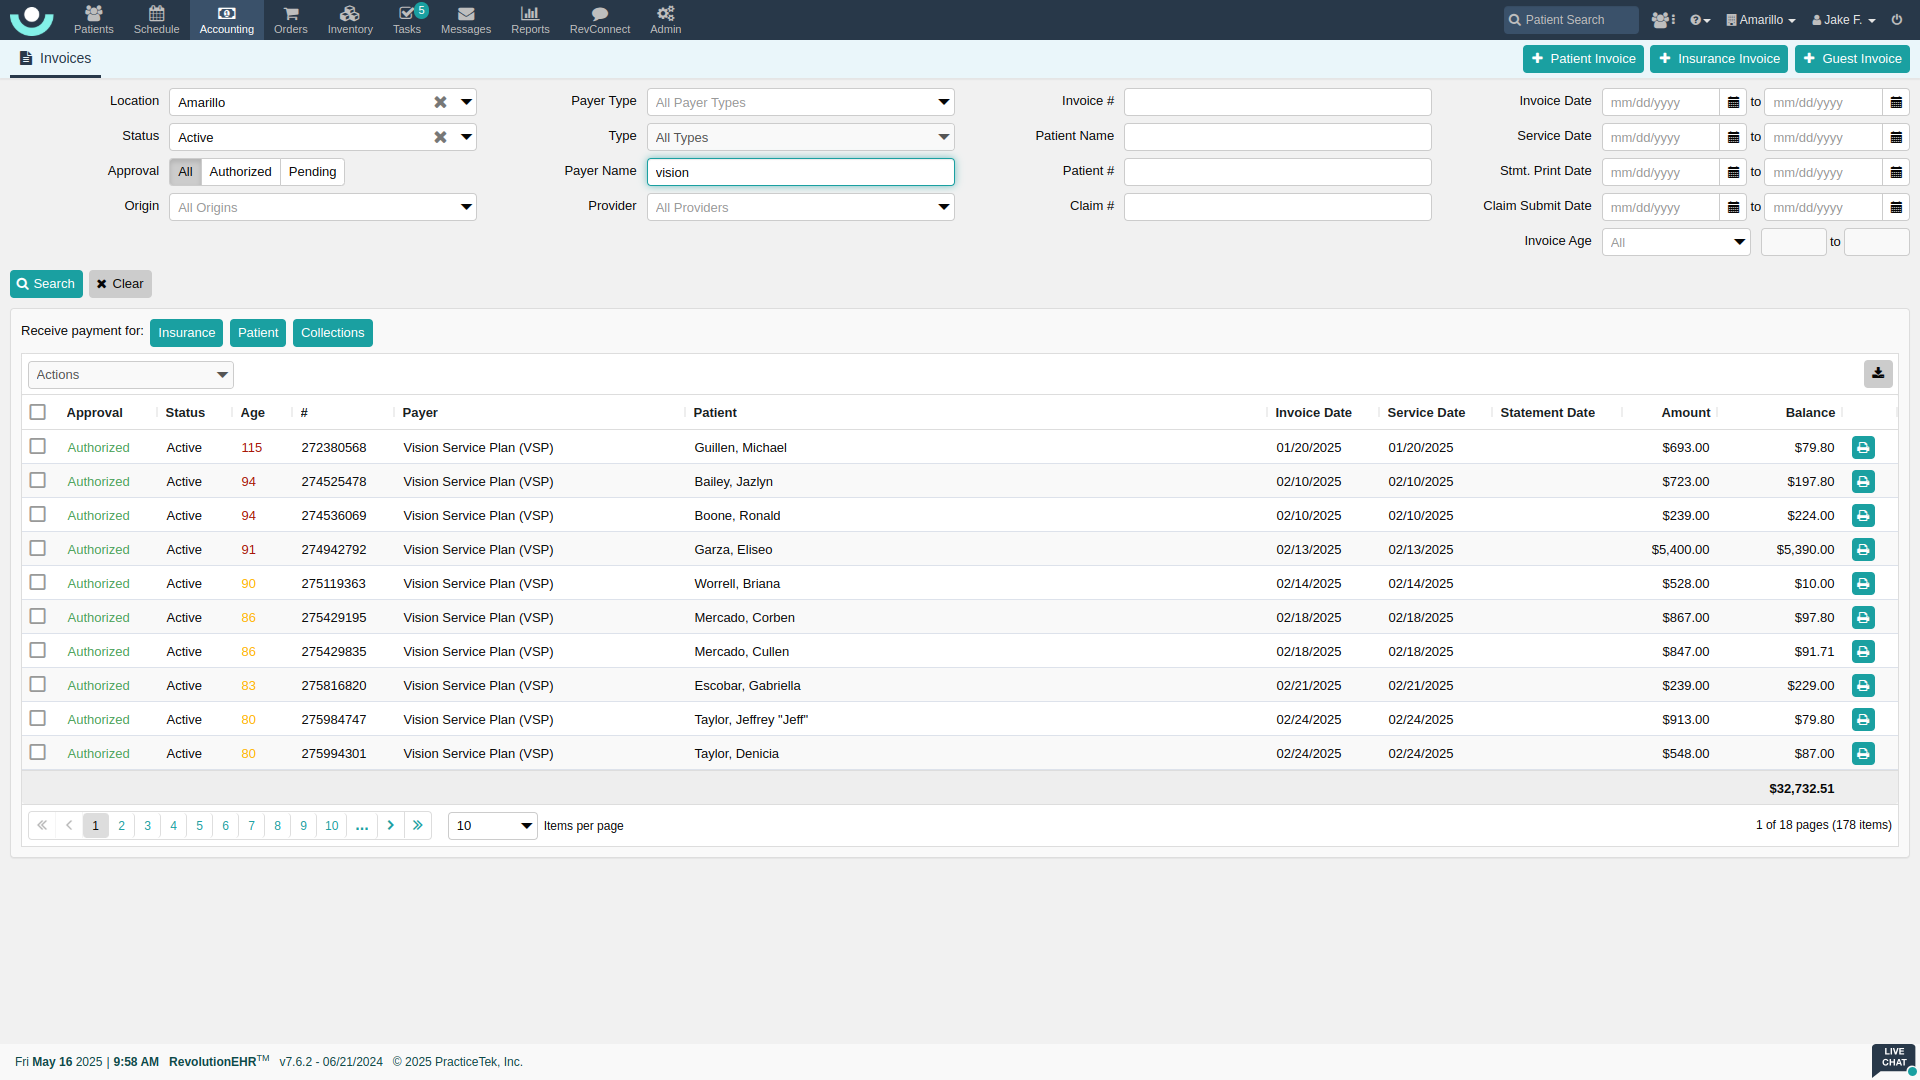 Patients Schedule Accounting Orders Inventory Tasks 5 Messages Reports RevConnect Admin Patient Search Amarillo Jake F.
Invoices + Patient Invoice + Insurance Invoice + Guest Invoice
Location Amarillo Payer Type All Payer Types Invoice # Invoice Date mm/dd/yyyy to mm/dd/yyyy
Status Active Type All Types Patient Name Service Date mm/dd/yyyy to mm/dd/yyyy
Approval All Authorized Pending Payer Name vision Patient # Stmt. Print Date mm/dd/yyyy to mm/dd/yyyy
Origin All Origins Provider All Providers Claim # Claim Submit Date mm/dd/yyyy to mm/dd/yyyy
Invoice Age All to
Search Clear
Receive payment for: Insurance Patient Collections
Actions
Approval Status Age # Payer Patient Invoice Date Service Date Statement Date Amount Balance
Authorized Active 115 272380568 Vision Service Plan (VSP) Guillen, Michael 01/20/2025 01/20/2025 $693.00 $79.80
Authorized Active 94 274525478 Vision Service Plan (VSP) Bailey, Jazlyn 02/10/2025 02/10/2025 $723.00 $197.80
Authorized Active 94 274536069 Vision Service Plan (VSP) Boone, Ronald 02/10/2025 02/10/2025 $239.00 $224.00
Authorized Active 91 274942792 Vision Service Plan (VSP) Garza, Eliseo 02/13/2025 02/13/2025 $5,400.00 $5,390.00
Authorized Active 90 275119363 Vision Service Plan (VSP) Worrell, Briana 02/14/2025 02/14/2025 $528.00 $10.00
Authorized Active 86 275429195 Vision Service Plan (VSP) Mercado, Corben 02/18/2025 02/18/2025 $867.00 $97.80
Authorized Active 86 275429835 Vision Service Plan (VSP) Mercado, Cullen 02/18/2025 02/18/2025 $847.00 $91.71
Authorized Active 83 275816820 Vision Service Plan (VSP) Escobar, Gabriella 02/21/2025 02/21/2025 $239.00 $229.00
Authorized Active 80 275984747 Vision Service Plan (VSP) Taylor, Jeffrey "Jeff" 02/24/2025 02/24/2025 $913.00 $79.80
Authorized Active 80 275994301 Vision Service Plan (VSP) Taylor, Denicia 02/24/2025 02/24/2025 $548.00 $87.00
$32,732.51
1 2 3 4 5 6 7 8 9 10 ... 10 Items per page 1 of 18 pages (178 items)
Fri May 16 2025 | 9:58 AM RevolutionEHR™ v7.6.2 - 06/21/2024 © 2025 PracticeTek, Inc.
LIVE
CHAT